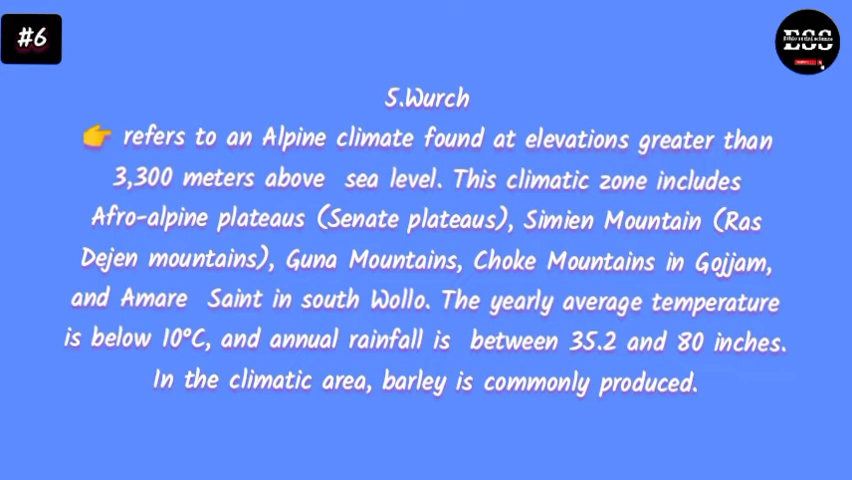 #6
ESS
5.Wurch
👉 refers to an Alpine climate found at elevations greater than
3,300 meters above sea level. This climatic zone includes
Afro-alpine plateaus (Senate plateaus), Simien Mountain (Ras
Dejen mountains), Guna Mountains, Choke Mountains in Gojjam,
and Amare Saint in south Wollo. The yearly average temperature
is below 10°C, and annual rainfall is between 35.2 and 80 inches.
In the climatic area, barley is commonly produced.